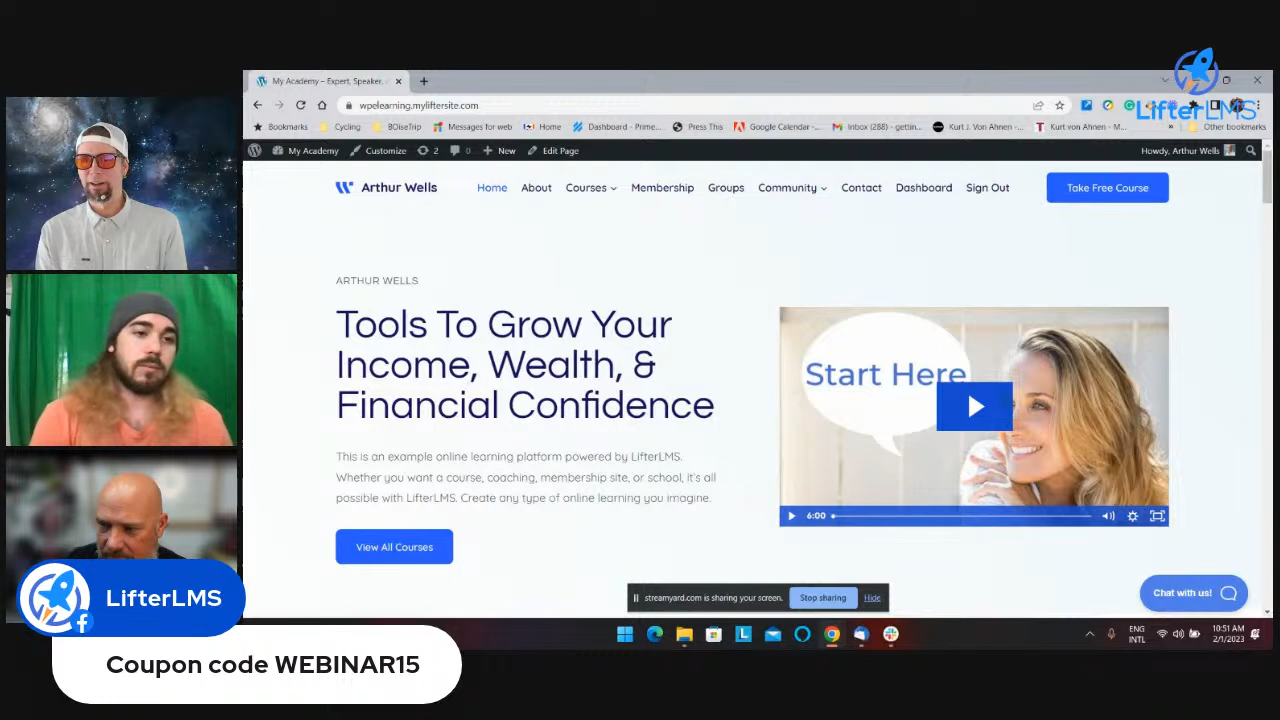 My Academy – Expert, Speaker,
wpelearning.myliftersite.com
LifterLMS
Bookmarks
Cycling
BOiseTrip
Messages for web
Home
Dashboard - Prime...
Press This
Google Calendar -...
Inbox (288) - gettin...
Kurt J. Von Ahnen -...
Kurt von Ahnen - M...
»
Other bookmarks
My Academy
Customize
2
0
New
Edit Page
Howdy, Arthur Wells
Arthur Wells
Home
About
Courses
Membership
Groups
Community
Contact
Dashboard
Sign Out
Take Free Course
ARTHUR WELLS
Tools To Grow Your
Income, Wealth, &
Financial Confidence
This is an example online learning platform powered by LifterLMS.
Whether you want a course, coaching, membership site, or school, it's all
possible with LifterLMS. Create any type of online learning you imagine.
View All Courses
Start Here
6:00
streamyard.com is sharing your screen.
Stop sharing
Hide
Chat with us!
ENG
INTL
10:51 AM
2/1/2023
LifterLMS
Coupon code WEBINAR15